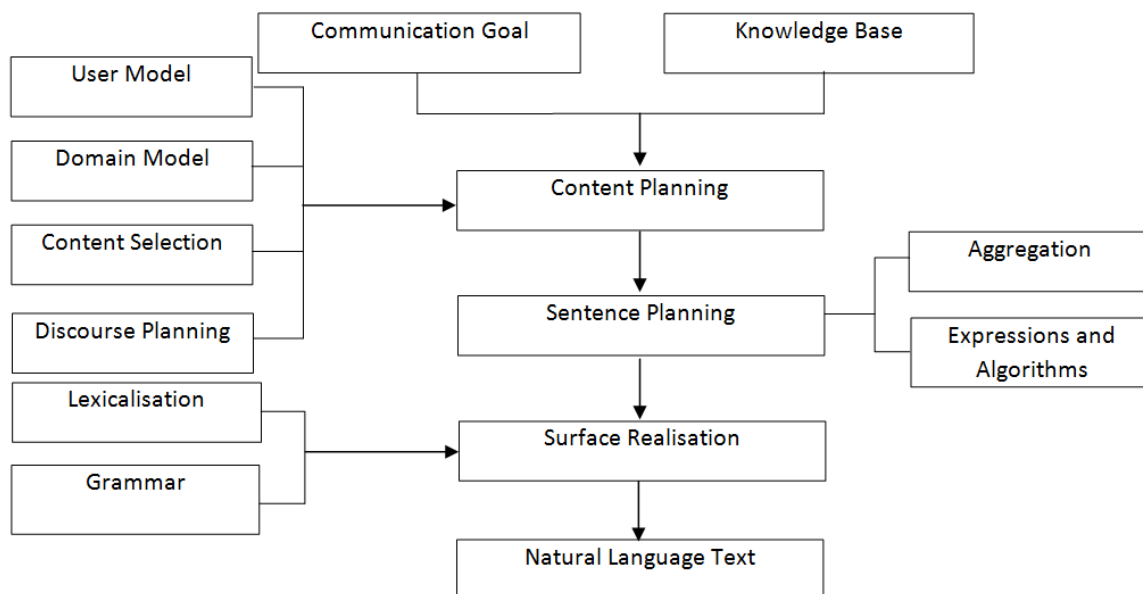 Communication Goal
Knowledge Base
User Model
Domain Model
Content Planning
Content Selection
Aggregation
Sentence Planning
Discourse Planning
Expressions and
Algorithms
Lexicalisation
Surface Realisation
Grammar
Natural Language Text